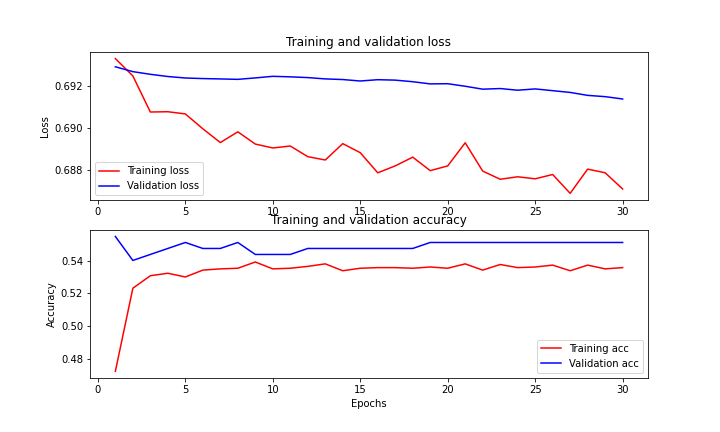 Training and validation loss
0.692
0.690
0.688
Loss
Training loss
Validation loss
0 5 10 15 20 25 30
Training and validation accuracy
0.54
0.52
0.50
0.48
Accuracy
Training acc
Validation acc
0 5 10 15 20 25 30
Epochs